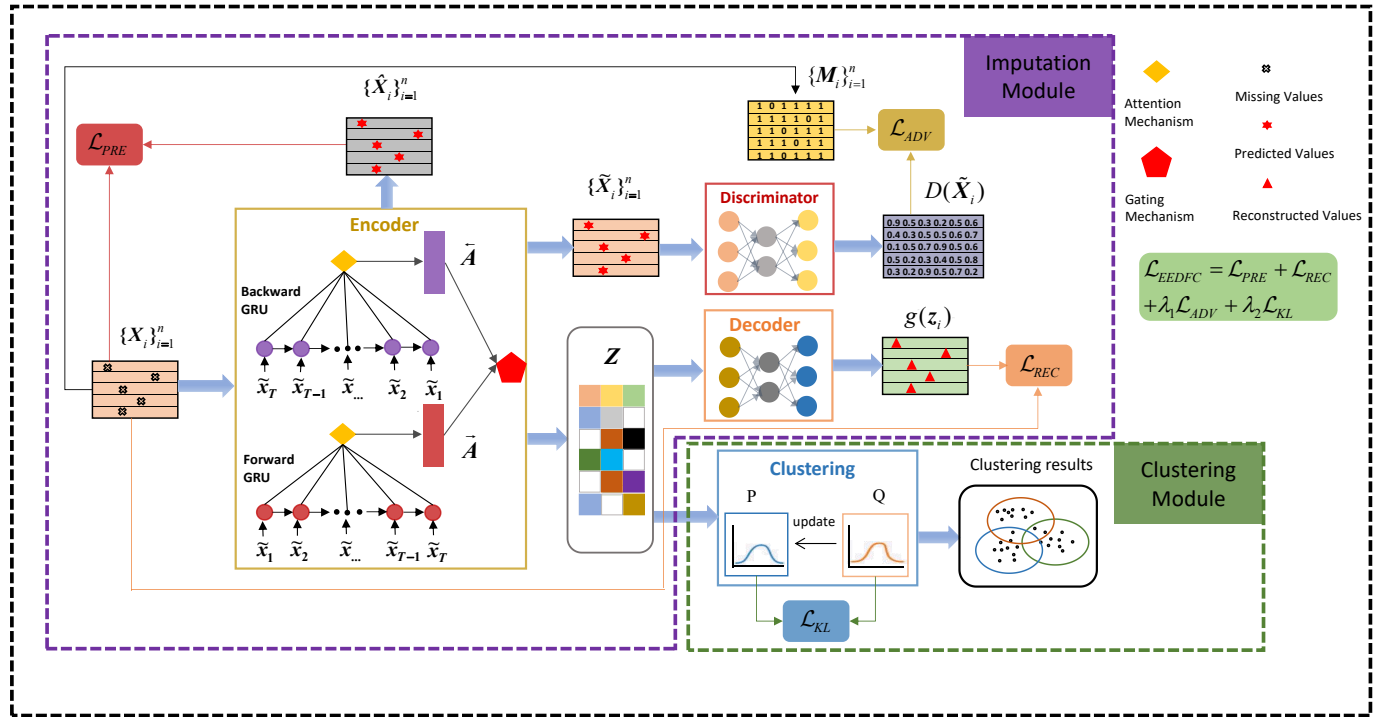 Imputation
Module
{X̂_i}_{i=1}^n
{M_i}_{i=1}^n
1 0 1 1 1 1
1 1 1 1 0 1
1 1 0 1 1 1
1 1 1 0 1 1
1 1 0 1 1 1
ℒ_PRE
ℒ_ADV
Attention
Mechanism
Missing Values
Predicted Values
Gating
Mechanism
Reconstructed Values
{X̃_i}_{i=1}^n
Discriminator
D(X̃_i)
0.9 0.5 0.3 0.2 0.5 0.6
0.4 0.3 0.5 0.5 0.6 0.7
0.1 0.5 0.7 0.9 0.5 0.6
0.5 0.2 0.3 0.4 0.5 0.8
0.3 0.2 0.9 0.5 0.7 0.2
ℒ_EEDFC = ℒ_PRE + ℒ_REC
+ λ_1 ℒ_ADV + λ_2 ℒ_KL
Encoder
Backward
GRU
A⃖
x̃_T x̃_{T−1} x̃_... x̃_2 x̃_1
{X_i}_{i=1}^n
Forward
GRU
A⃗
x̃_1 x̃_2 x̃_... x̃_{T−1} x̃_T
Z
Decoder
g(z_i)
ℒ_REC
Clustering
Module
Clustering
P
Q
update
ℒ_KL
Clustering results